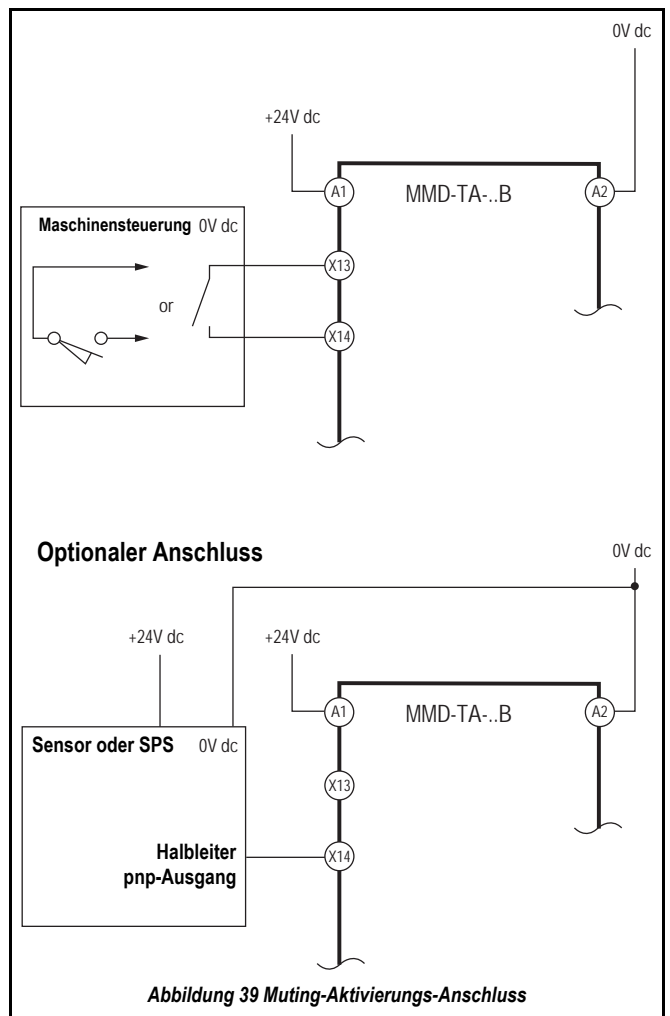 0V dc
+24V dc
A1 MMD-TA-..B A2
Maschinensteuerung 0V dc
X13
or
X14
Optionaler Anschluss
0V dc
+24V dc +24V dc
A1 MMD-TA-..B A2
Sensor oder SPS 0V dc
X13
Halbleiter
pnp-Ausgang
X14
Abbildung 39 Muting-Aktivierungs-Anschluss